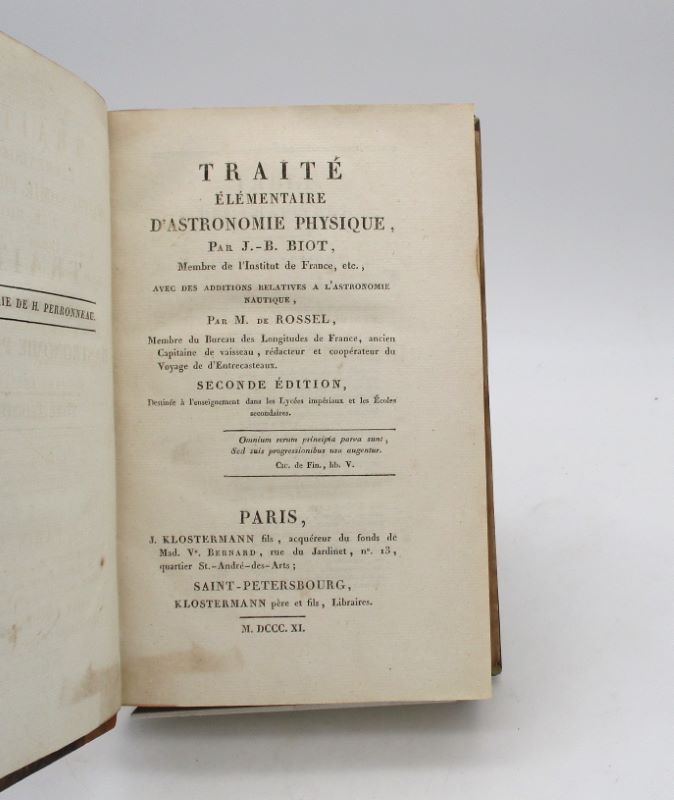 IE DE H. PERRONNEAU.
TRAITÉ
ÉLÉMENTAIRE
D'ASTRONOMIE PHYSIQUE,
PAR J.-B. BIOT,
Membre de l'Institut de France, etc.,
AVEC DES ADDITIONS RELATIVES A L'ASTRONOMIE
NAUTIQUE,
PAR M. DE ROSSEL,
Membre du Bureau des Longitudes de France, ancien
Capitaine de vaisseau, rédacteur et coopérateur du
Voyage de d'Entrecasteaux.
SECONDE ÉDITION,
Destinée à l'enseignement dans les Lycées impériaux et les Écoles
secondaires.
Omnium rerum principia parva sunt,
Sed suis progressionibus usa augentur.
CIC. de Fin., lib. V.
PARIS,
J. KLOSTERMANN fils, acquéreur du fonds de
Mad. Ve. BERNARD, rue du Jardinet, n°. 13,
quartier St.-André-des-Arts;
SAINT-PETERSBOURG,
KLOSTERMANN père et fils, Libraires.
M. DCCC. XI.